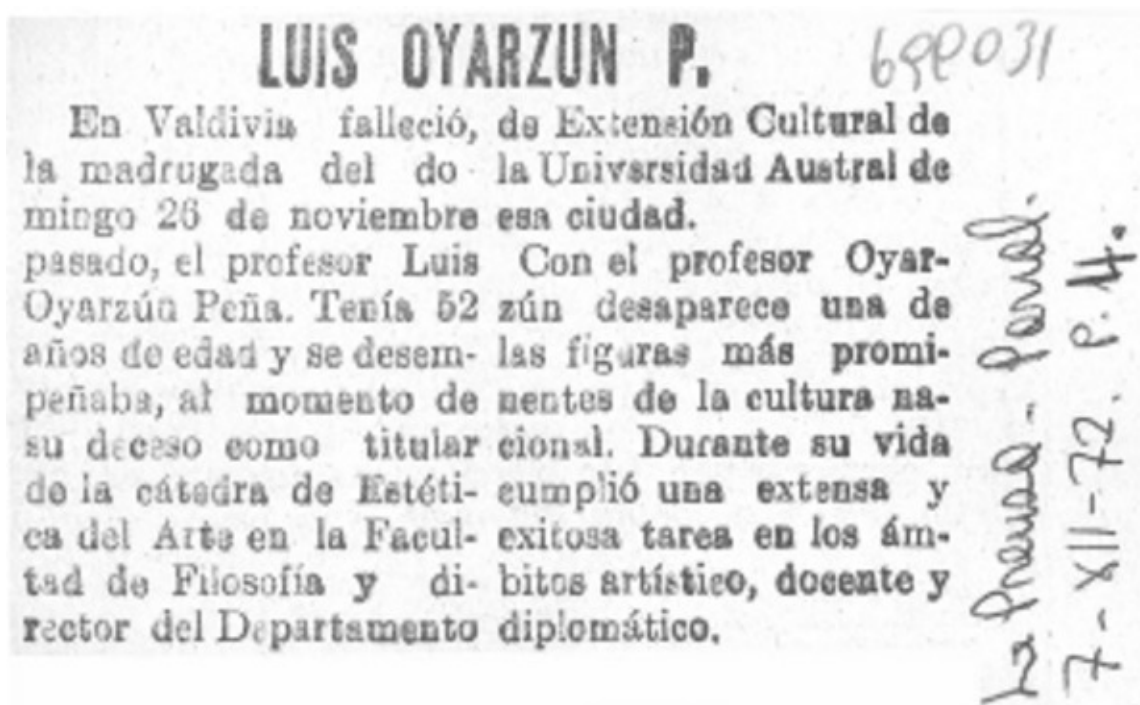 LUIS OYARZUN P.
En Valdivia falleció,
la madrugada del do
mingo 26 de noviembre
pasado, el profesor Luis
Oyarzún Peña. Tenía 52
años de edad y se desem-
peñaba, al momento de
su deceso como titular
de la cátedra de Estéti-
ca del Arte en la Facul-
tad de Filosofía y di-
rector del Departamento
de Extensión Cultural de
la Universidad Austral de
esa ciudad.
Con el profesor Oyar-
zún desaparece una de
las figuras más promi-
nentes de la cultura na-
cional. Durante su vida
cumplió una extensa y
exitosa tarea en los ám-
bitos artístico, docente y
diplomático.
La Prensa - Parral.
7-XII-72. P.4.